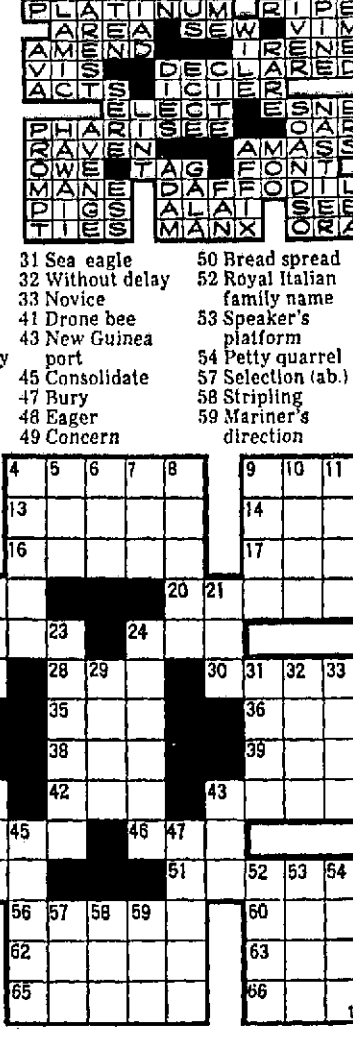 PLATINUM RIPE
AREA SEW VIM
AMEND IRENE
VIS DECLARED
ACTS ICIER
ELECT ESNE
PHARISEE OAR
RAVEN AMASS
OWE TAG FONT
MANE DAFFODIL
PIGS ALAI SEE
TIES MANX ORA
31 Sea eagle
32 Without delay
33 Novice
41 Drone bee
43 New Guinea
port
45 Consolidate
47 Bury
48 Eager
49 Concern
50 Bread spread
52 Royal Italian
family name
53 Speaker's
platform
54 Petty quarrel
57 Selection (ab.)
58 Stripling
59 Mariner's
direction
y
4 5 6 7 8 9 10 11
13 14
16 17
20 21
23 24
28 29 30 31 32 33
35 36
38 39
42 43
45 46 47
51 52 53 54
56 57 58 59 60
62 63
65 66